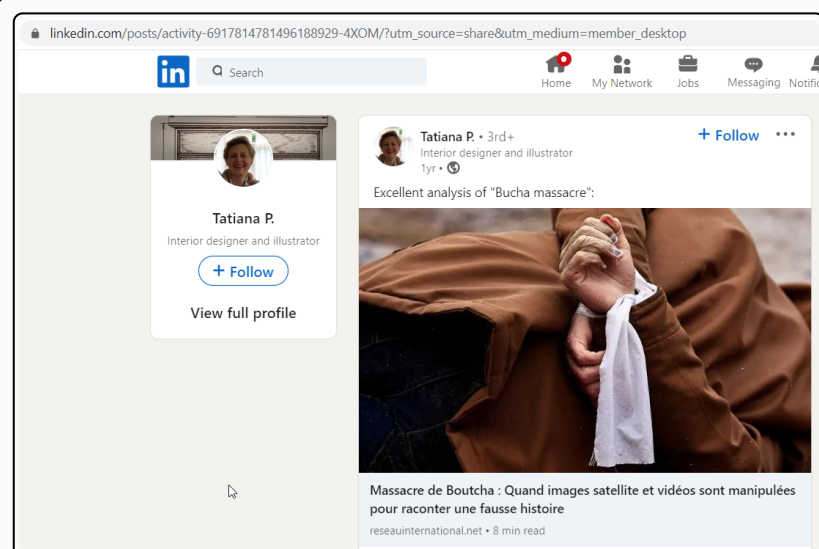 linkedin.com/posts/activity-6917814781496188929-4XOM/?utm_source=share&utm_medium=member_desktop
in
Search
Home
My Network
Jobs
Messaging
Tatiana P. • 3rd+
Interior designer and illustrator
1yr •
+ Follow
Excellent analysis of "Bucha massacre":
Tatiana P.
Interior designer and illustrator
+ Follow
View full profile
Massacre de Boutcha : Quand images satellite et vidéos sont manipulées
pour raconter une fausse histoire
reseauinternational.net • 8 min read